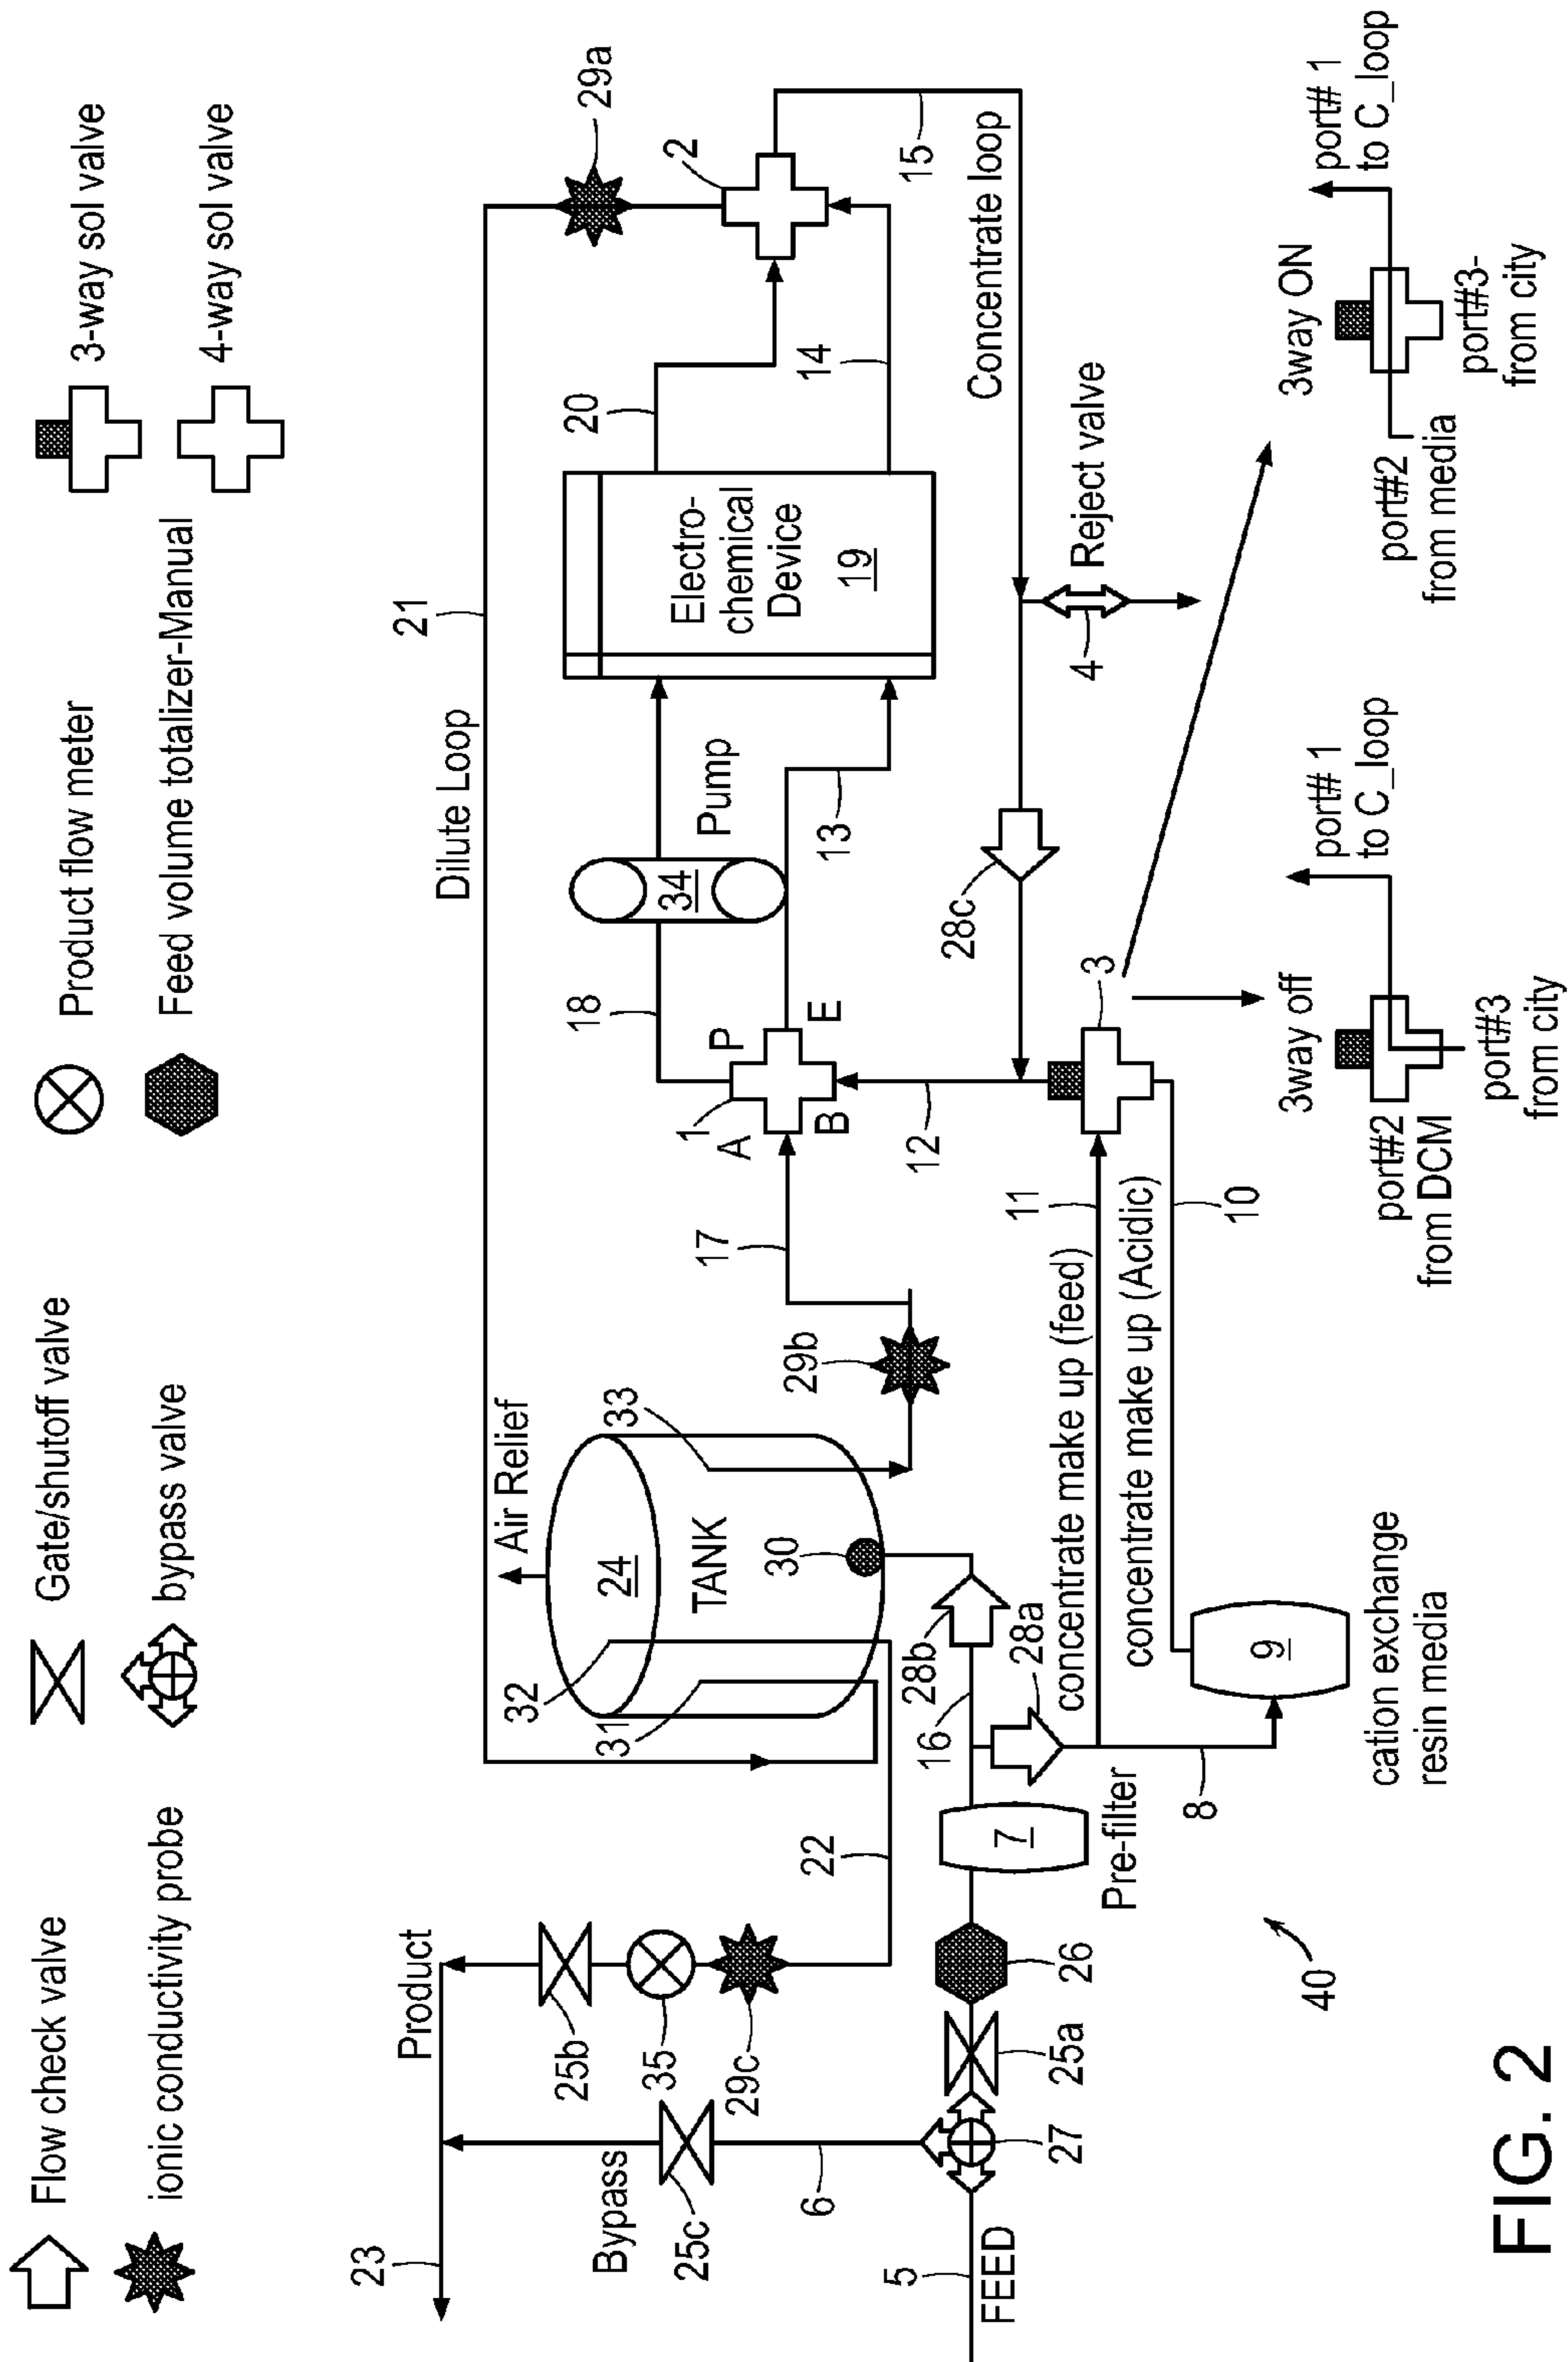 Flow check valve
Gate/shutoff valve
Product flow meter
3-way sol valve
ionic conductivity probe
bypass valve
Feed volume totalizer-Manual
4-way sol valve
23
Product
21
Dilute Loop
Air Relief
29a
Bypass
25c
6
25b
35
29c
22
32
31
24
TANK
33
30
29b
17
18
34
Pump
1
A
P
B
E
13
Electro-
chemical
Device
19
20
14
2
15
Concentrate loop
5
FEED
27
25a
26
7
Pre-filter
16
28b
28a
8
9
cation exchange
resin media
concentrate make up (feed)
concentrate make up (Acidic)
11
10
12
3
28c
4
Reject valve
40
3way off
port# 1
to C_loop
port#2
from DCM
port#3
from city
3way ON
port# 1
to C_loop
port#2
from media
port#3-
from city
FIG. 2